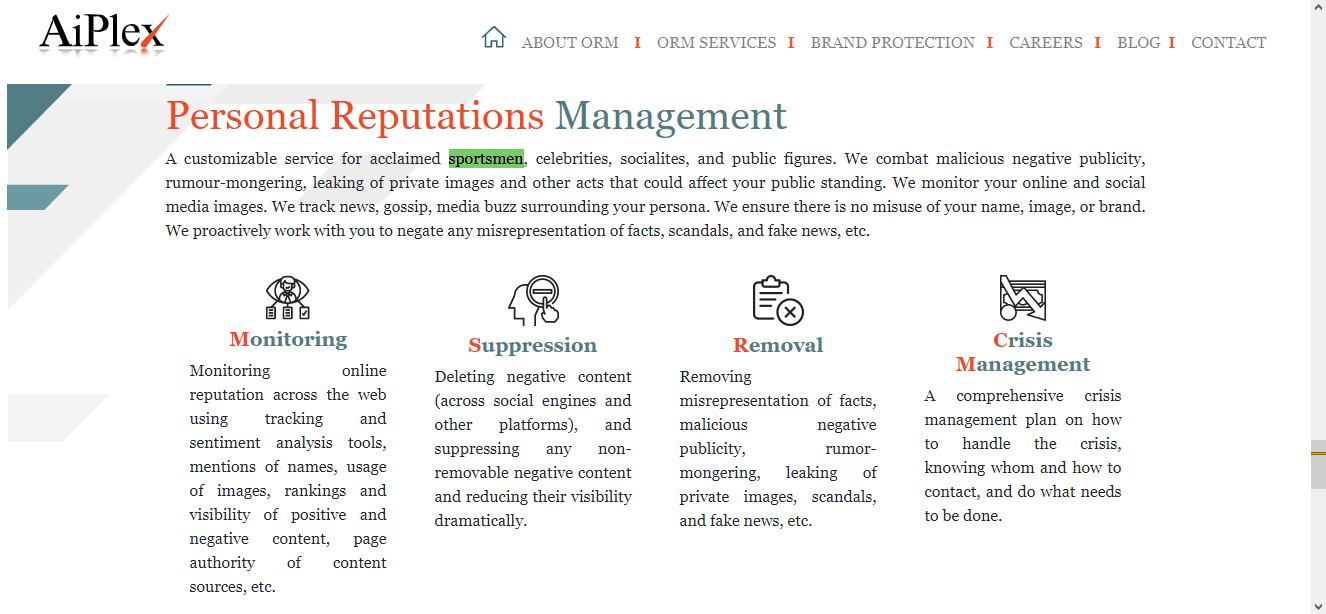 AiPlex
ABOUT ORM I ORM SERVICES I BRAND PROTECTION I CAREERS I BLOG I CONTACT
Personal Reputations Management
A customizable service for acclaimed sportsmen, celebrities, socialites, and public figures. We combat malicious negative publicity,
rumour-mongering, leaking of private images and other acts that could affect your public standing. We monitor your online and social
media images. We track news, gossip, media buzz surrounding your persona. We ensure there is no misuse of your name, image, or brand.
We proactively work with you to negate any misrepresentation of facts, scandals, and fake news, etc.
Monitoring
Monitoring online
reputation across the web
using tracking and
sentiment analysis tools,
mentions of names, usage
of images, rankings and
visibility of positive and
negative content, page
authority of content
sources, etc.
Suppression
Deleting negative content
(across social engines and
other platforms), and
suppressing any non-
removable negative content
and reducing their visibility
dramatically.
Removal
Removing
misrepresentation of facts,
malicious negative
publicity, rumor-
mongering, leaking of
private images, scandals,
and fake news, etc.
Crisis
Management
A comprehensive crisis
management plan on how
to handle the crisis,
knowing whom and how to
contact, and do what needs
to be done.